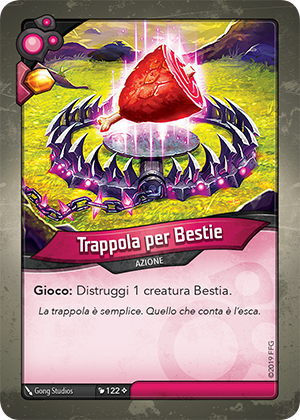 Trappola per Bestie
AZIONE
Gioco: Distruggi 1 creatura Bestia.
La trappola è semplice. Quello che conta è l'esca.
©2019 FFG
Gong Studios
122